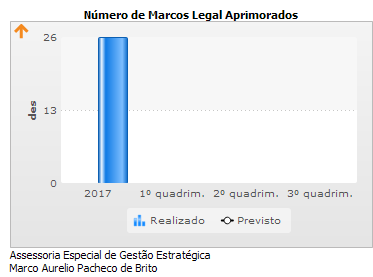 Número de Marcos Legal Aprimorados
26
des
13
0
2017 1º quadrim. 2º quadrim. 3º quadrim.
Realizado Previsto
Assessoria Especial de Gestão Estratégica
Marco Aurelio Pacheco de Brito